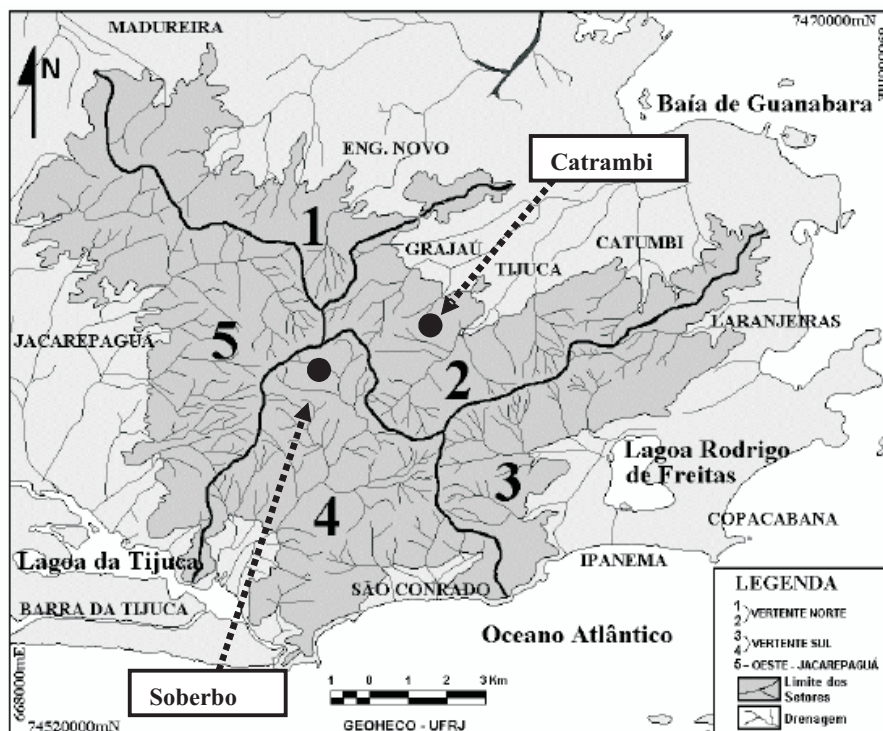 MADUREIRA
7470000mN
690000mE
N
Baía de Guanabara
ENG. NOVO
Catrambi
1
GRAJAÚ
CATUMBI
TIJUCA
LARANJEIRAS
JACAREPAGUÁ
5
2
Lagoa Rodrigo
de Freitas
3
4
COPACABANA
Lagoa da Tijuca
IPANEMA
SÃO CONRADO
BARRA DA TIJUCA
Oceano Atlântico
668000mE
Soberbo
1 0 1 2 3 Km
GEOHECO - UFRJ
74520000mN
LEGENDA
1
2
VERTENTE NORTE
3
4
VERTENTE SUL
5 - OESTE - JACAREPAGUÁ
Limite dos
Setores
Drenagem